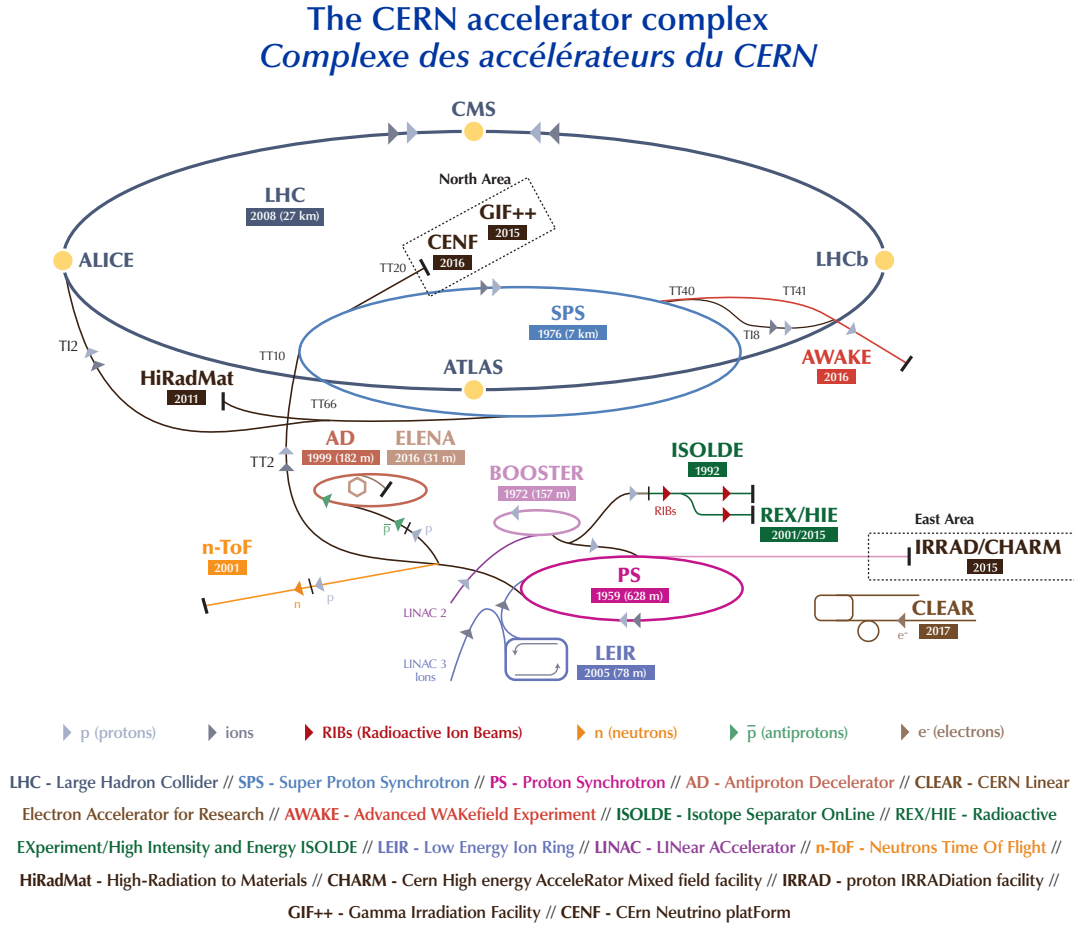 The CERN accelerator complex
Complexe des accélérateurs du CERN
CMS
North Area
LHC
2008 (27 km)
GIF++
2015
CENF
2016
ALICE
LHCb
TT20
TT40
TT41
SPS
1976 (7 km)
TI8
TI2
TT10
ATLAS
AWAKE
2016
HiRadMat
2011
TT66
AD
1999 (182 m)
ELENA
2016 (31 m)
TT2
ISOLDE
1992
BOOSTER
1972 (157 m)
RIBs
REX/HIE
2001/2015
East Area
p̅
p
n-ToF
2001
IRRAD/CHARM
2015
PS
1959 (628 m)
n
p
LINAC 2
CLEAR
2017
e-
LINAC 3
Ions
LEIR
2005 (78 m)
p (protons)
ions
RIBs (Radioactive Ion Beams)
n (neutrons)
p̅ (antiprotons)
e- (electrons)
LHC - Large Hadron Collider // SPS - Super Proton Synchrotron // PS - Proton Synchrotron // AD - Antiproton Decelerator // CLEAR - CERN Linear
Electron Accelerator for Research // AWAKE - Advanced WAKefield Experiment // ISOLDE - Isotope Separator OnLine // REX/HIE - Radioactive
EXperiment/High Intensity and Energy ISOLDE // LEIR - Low Energy Ion Ring // LINAC - LINear ACcelerator // n-ToF - Neutrons Time Of Flight //
HiRadMat - High-Radiation to Materials // CHARM - Cern High energy AcceleRator Mixed field facility // IRRAD - proton IRRADiation facility //
GIF++ - Gamma Irradiation Facility // CENF - CErn Neutrino platForm